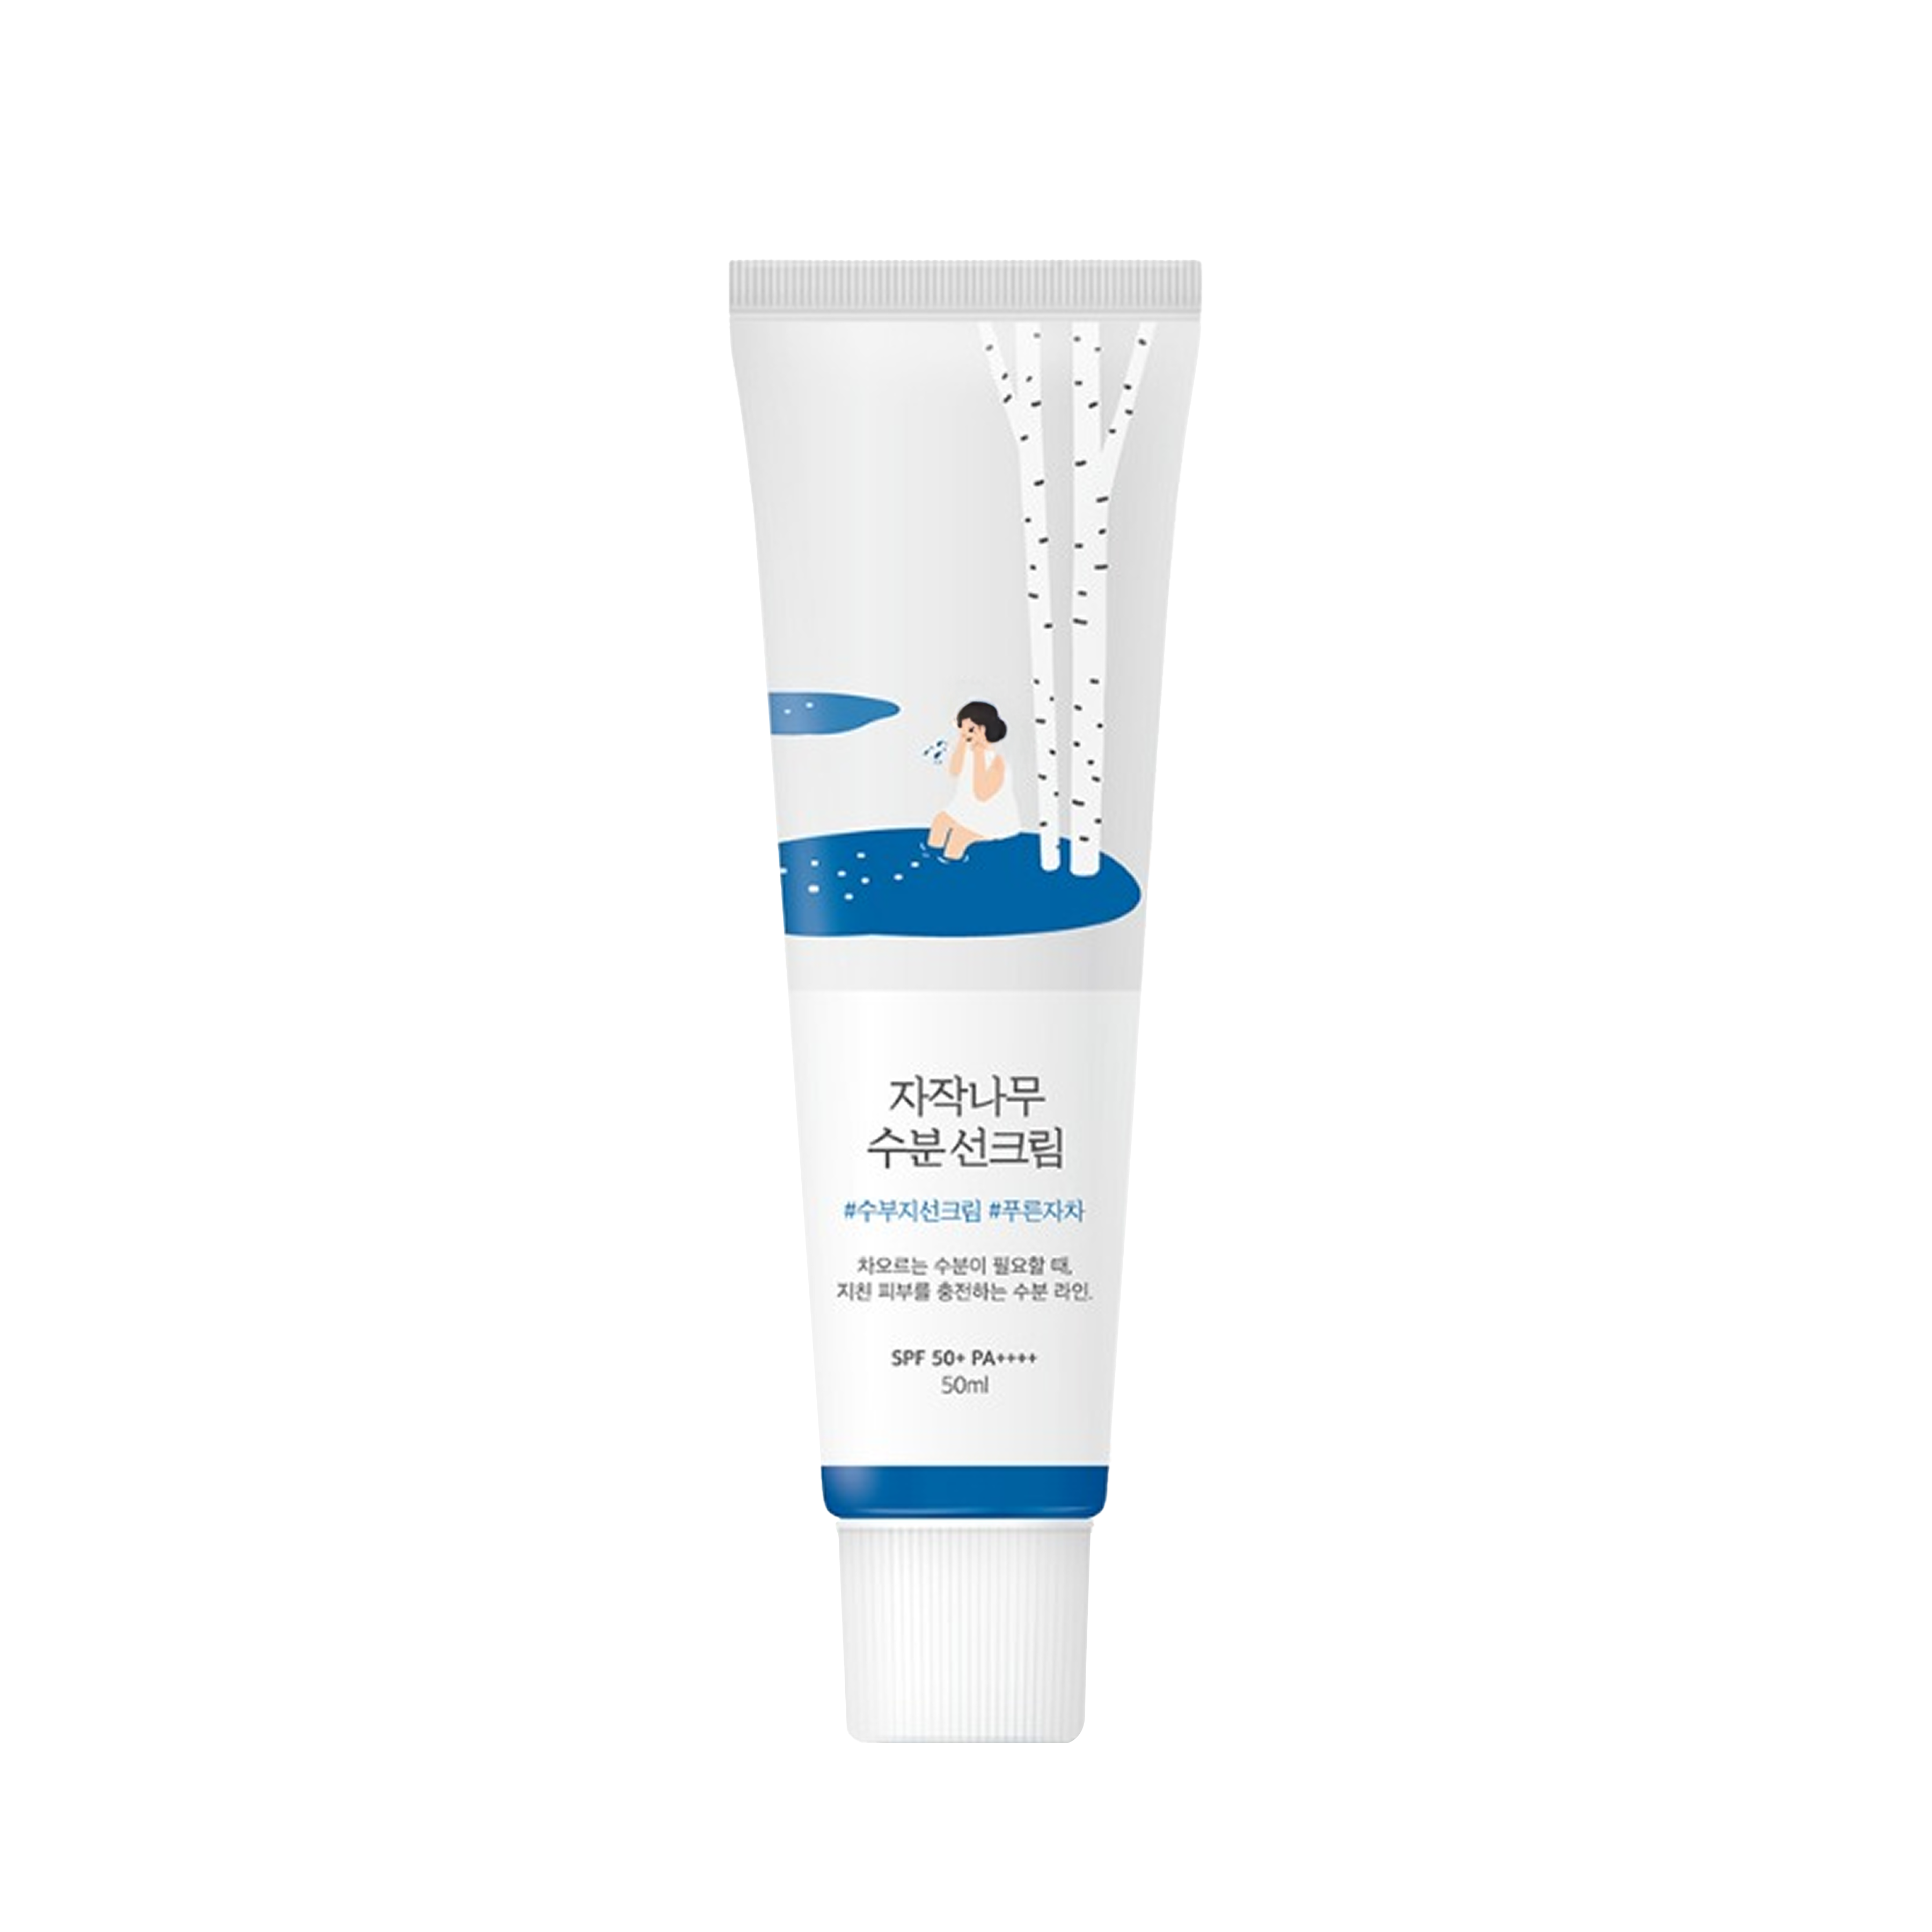 자작나무
수분 선크림
#수부지선크림 #푸른자차
차오르는 수분이 필요할 때,
지친 피부를 충전하는 수분 라인.
SPF 50+ PA++++
50ml